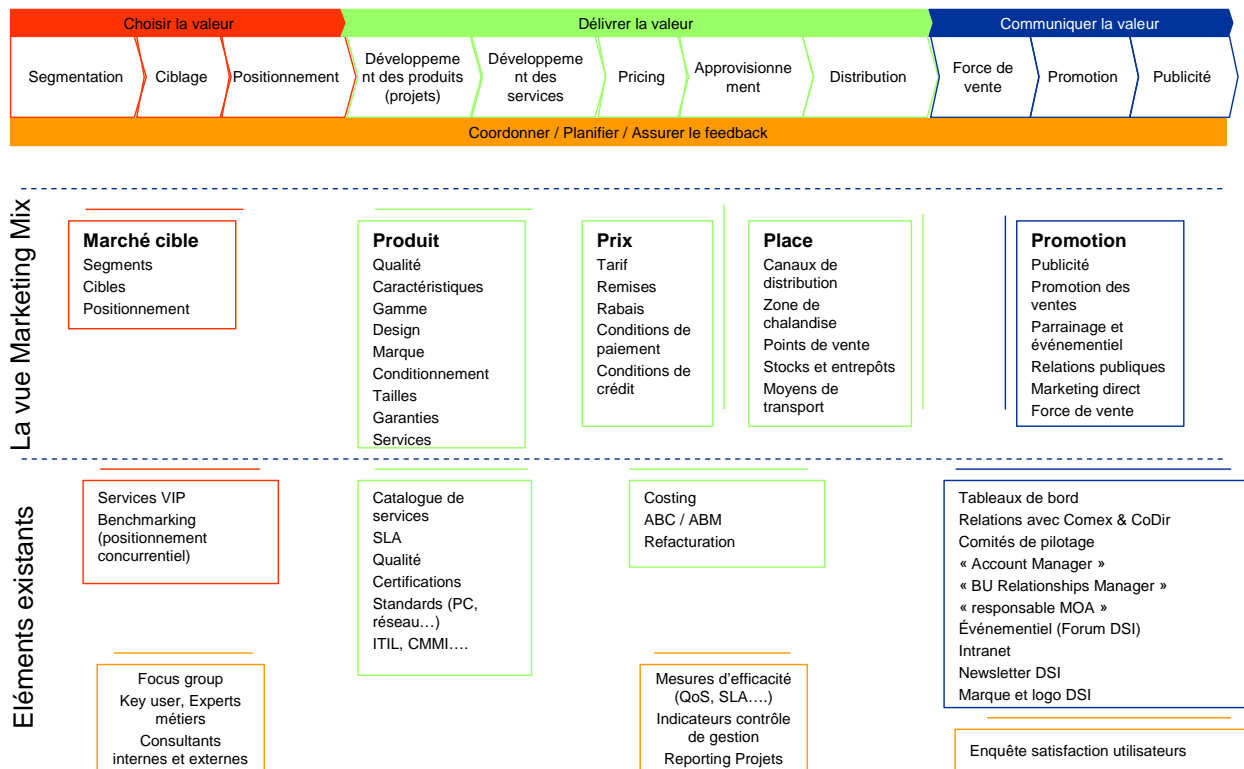 Choisir la valeur
Délivrer la valeur
Communiquer la valeur
Segmentation
Ciblage
Positionnement
Développeme
nt des produits
(projets)
Développeme
nt des
services
Pricing
Approvisionne
ment
Distribution
Force de
vente
Promotion
Publicité
Coordonner / Planifier / Assurer le feedback
La vue Marketing Mix
Marché cible
Segments
Cibles
Positionnement
Produit
Qualité
Caractéristiques
Gamme
Design
Marque
Conditionnement
Tailles
Garanties
Services
Prix
Tarif
Remises
Rabais
Conditions de
paiement
Conditions de
crédit
Place
Canaux de
distribution
Zone de
chalandise
Points de vente
Stocks et entrepôts
Moyens de
transport
Promotion
Publicité
Promotion des
ventes
Parrainage et
événementiel
Relations publiques
Marketing direct
Force de vente
Eléments existants
Services VIP
Benchmarking
(positionnement
concurrentiel)
Catalogue de
services
SLA
Qualité
Certifications
Standards (PC,
réseau…)
ITIL, CMMI….
Costing
ABC / ABM
Refacturation
Tableaux de bord
Relations avec Comex & CoDir
Comités de pilotage
« Account Manager »
« BU Relationships Manager »
« responsable MOA »
Événementiel (Forum DSI)
Intranet
Newsletter DSI
Marque et logo DSI
Focus group
Key user, Experts
métiers
Consultants
internes et externes
Mesures d’efficacité
(QoS, SLA….)
Indicateurs contrôle
de gestion
Reporting Projets
Enquête satisfaction utilisateurs